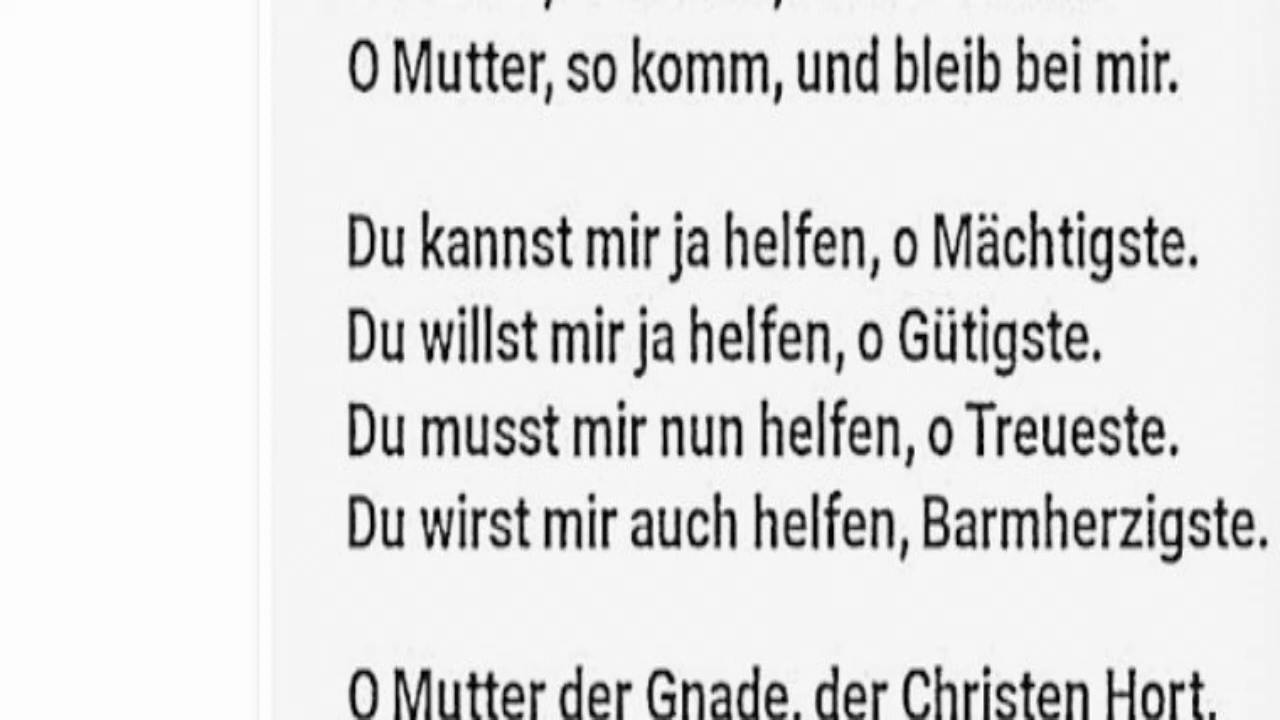 O Mutter, so komm, und bleib bei mir.
Du kannst mir ja helfen, o Mächtigste.
Du willst mir ja helfen, o Gütigste.
Du musst mir nun helfen, o Treueste.
Du wirst mir auch helfen, Barmherzigste.
O Mutter der Gnade, der Christen Hort,